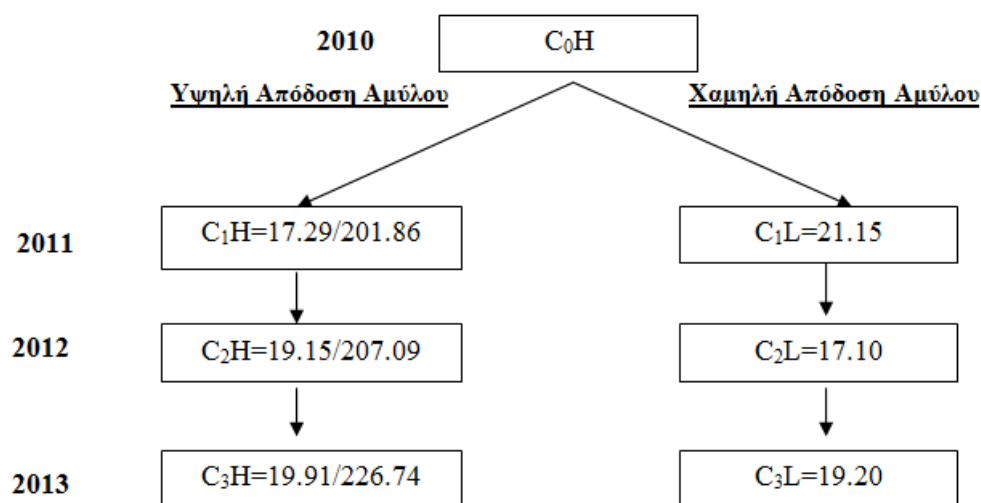 2010 C₀H
Υψηλή Απόδοση Αμύλου Χαμηλή Απόδοση Αμύλου
2011 C₁H=17.29/201.86 C₁L=21.15
2012 C₂H=19.15/207.09 C₂L=17.10
2013 C₃H=19.91/226.74 C₃L=19.20